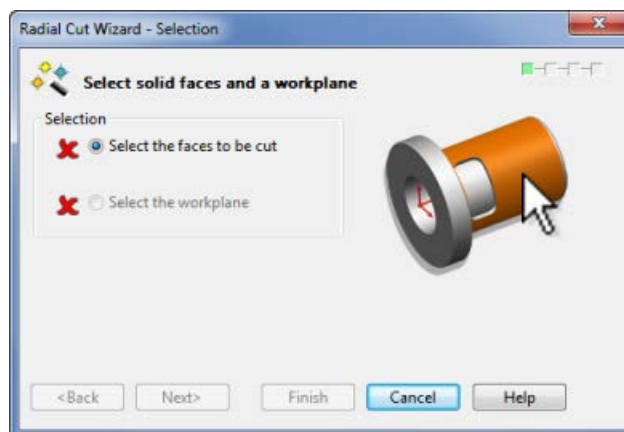 Radial Cut Wizard - Selection
Select solid faces and a workplane
Selection
Select the faces to be cut
Select the workplane
<Back Next> Finish Cancel Help